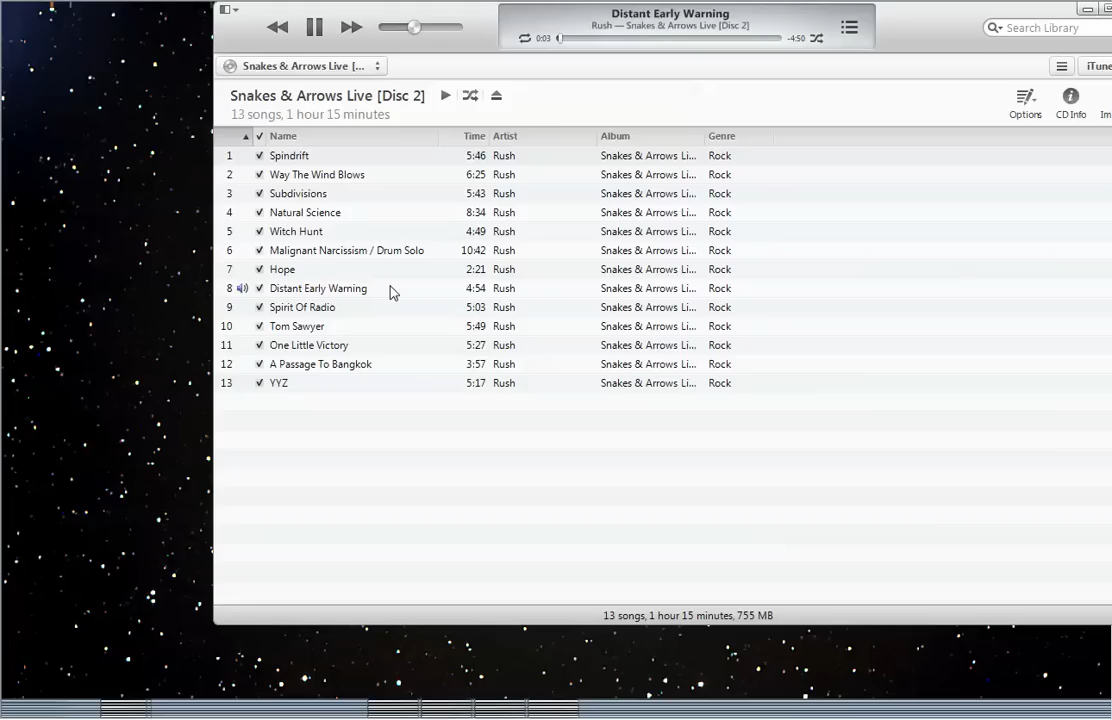 Distant Early Warning
Rush — Snakes & Arrows Live [Disc 2]
0:03 -4:50
Search Library
Snakes & Arrows Live [... iTune
Snakes & Arrows Live [Disc 2]
13 songs, 1 hour 15 minutes
Options CD Info Im
Name Time Artist Album Genre
1 Spindrift 5:46 Rush Snakes & Arrows Li... Rock
2 Way The Wind Blows 6:25 Rush Snakes & Arrows Li... Rock
3 Subdivisions 5:43 Rush Snakes & Arrows Li... Rock
4 Natural Science 8:34 Rush Snakes & Arrows Li... Rock
5 Witch Hunt 4:49 Rush Snakes & Arrows Li... Rock
6 Malignant Narcissism / Drum Solo 10:42 Rush Snakes & Arrows Li... Rock
7 Hope 2:21 Rush Snakes & Arrows Li... Rock
8 Distant Early Warning 4:54 Rush Snakes & Arrows Li... Rock
9 Spirit Of Radio 5:03 Rush Snakes & Arrows Li... Rock
10 Tom Sawyer 5:49 Rush Snakes & Arrows Li... Rock
11 One Little Victory 5:27 Rush Snakes & Arrows Li... Rock
12 A Passage To Bangkok 3:57 Rush Snakes & Arrows Li... Rock
13 YYZ 5:17 Rush Snakes & Arrows Li... Rock
13 songs, 1 hour 15 minutes, 755 MB